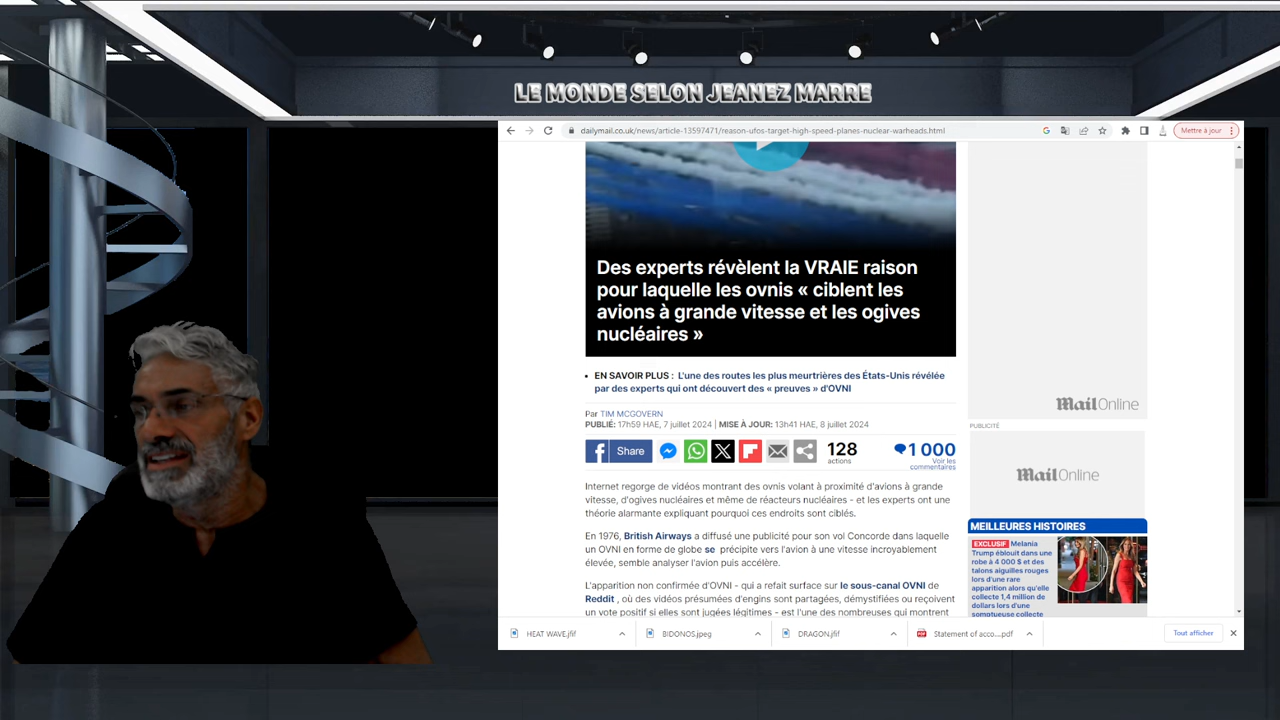 LE MONDE SELON JEANEZ MARRE
dailymail.co.uk/news/article-13597471/reason-ufos-target-high-speed-planes-nuclear-warheads.html
Mettre à jour
Des experts révèlent la VRAIE raison
pour laquelle les ovnis « ciblent les
avions à grande vitesse et les ogives
nucléaires »
EN SAVOIR PLUS : L'une des routes les plus meurtrières des États-Unis révélée
par des experts qui ont découvert des « preuves » d'OVNI
Par TIM MCGOVERN
PUBLIÉ: 17h59 HAE, 7 juillet 2024 | MISE À JOUR: 13h41 HAE, 8 juillet 2024
Share
128
actions
1 000
Voir les
commentaires
Internet regorge de vidéos montrant des ovnis volant à proximité d'avions à grande
vitesse, d'ogives nucléaires et même de réacteurs nucléaires - et les experts ont une
théorie alarmante expliquant pourquoi ces endroits sont ciblés.
En 1976, British Airways a diffusé une publicité pour son vol Concorde dans laquelle
un OVNI en forme de globe se précipite vers l'avion à une vitesse incroyablement
élevée, semble analyser l'avion puis accélère.
L'apparition non confirmée d'OVNI - qui a refait surface sur le sous-canal OVNI de
Reddit , où des vidéos présumées d'engins sont partagées, démystifiées ou reçoivent
un vote positif si elles sont jugées légitimes - est l'une des nombreuses qui montrent
Mail Online
PUBLICITÉ
Mail Online
MEILLEURES HISTOIRES
EXCLUSIF Melania
Trump éblouit dans une
robe à 4 000 $ et des
talons aiguilles rouges
lors d'une rare
apparition alors qu'elle
collecte 1,4 million de
dollars lors d'une
somptueuse collecte
HEAT WAVE.jfif
BIDONOS.jpeg
DRAGON.jfif
PDF
Statement of acco....pdf
Tout afficher